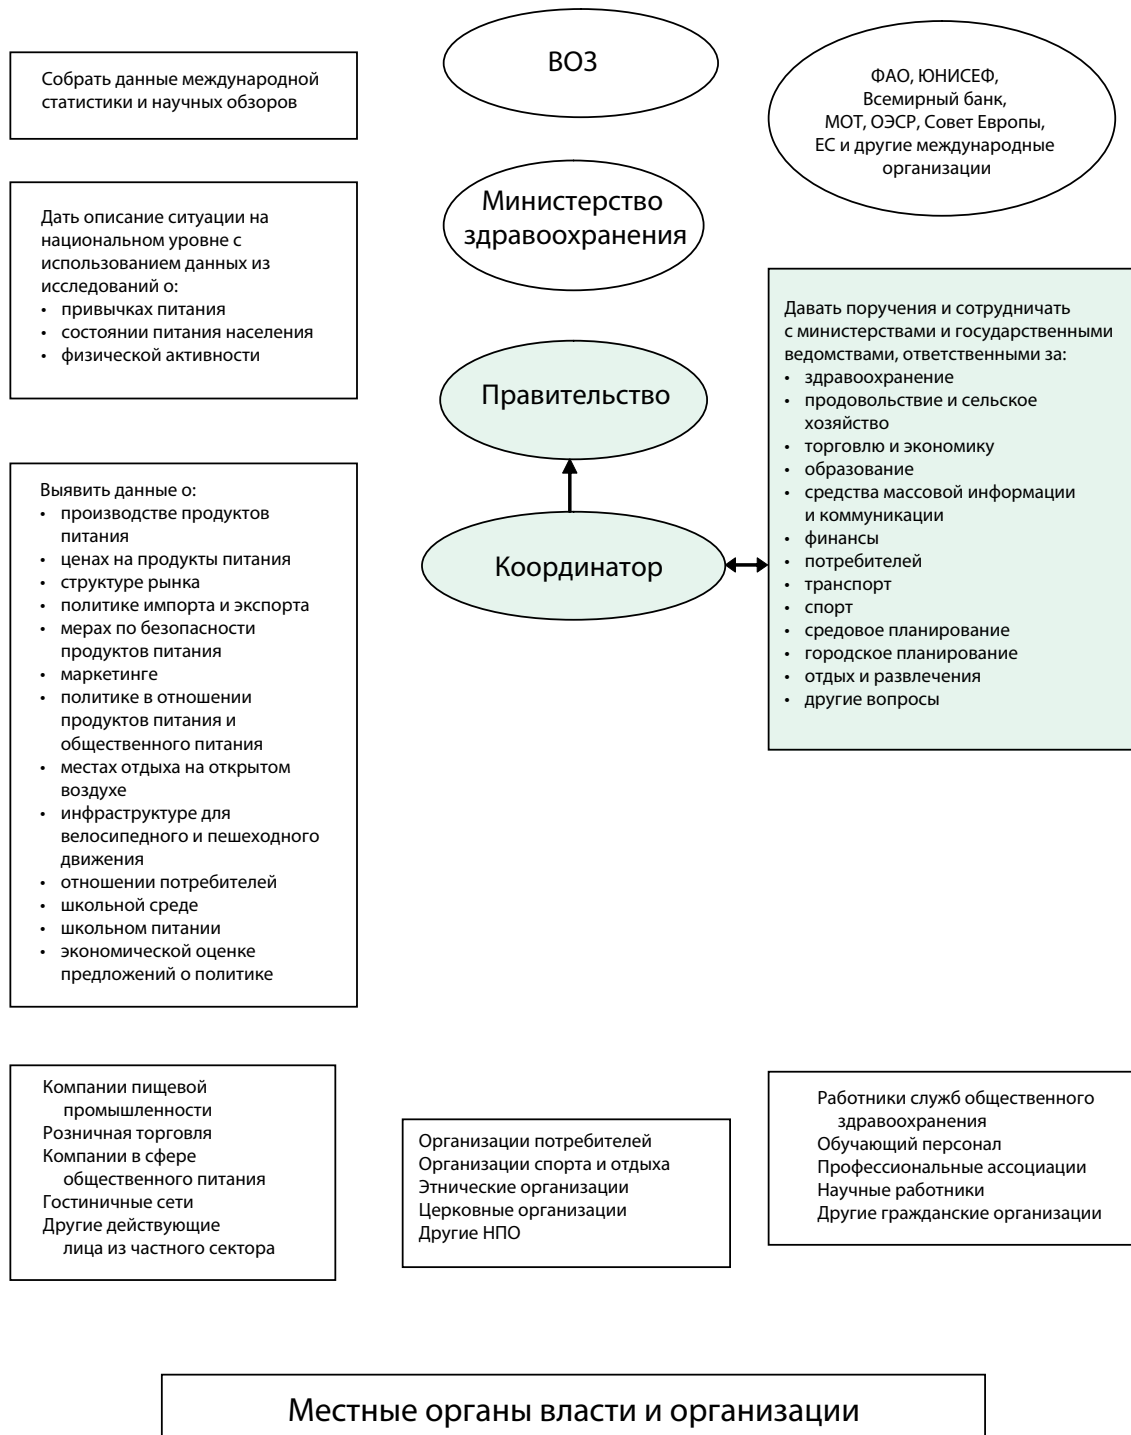 Собрать данные международной
статистики и научных обзоров
ВОЗ
ФАО, ЮНИСЕФ,
Всемирный банк,
МОТ, ОЭСР, Совет Европы,
ЕС и другие международные
организации
Дать описание ситуации на
национальном уровне с
использованием данных из
исследований о:
• привычках питания
• состоянии питания населения
• физической активности
Министерство
здравоохранения
Правительство
Координатор
Давать поручения и сотрудничать
с министерствами и государственными
ведомствами, ответственными за:
• здравоохранение
• продовольствие и сельское
хозяйство
• торговлю и экономику
• образование
• средства массовой информации
и коммуникации
• финансы
• потребителей
• транспорт
• спорт
• средовое планирование
• городское планирование
• отдых и развлечения
• другие вопросы
Выявить данные о:
• производстве продуктов
питания
• ценах на продукты питания
• структуре рынка
• политике импорта и экспорта
• мерах по безопасности
продуктов питания
• маркетинге
• политике в отношении
продуктов питания и
общественного питания
• местах отдыха на открытом
воздухе
• инфраструктуре для
велосипедного и пешеходного
движения
• отношении потребителей
• школьной среде
• школьном питании
• экономической оценке
предложений о политике
Компании пищевой
промышленности
Розничная торговля
Компании в сфере
общественного питания
Гостиничные сети
Другие действующие
лица из частного сектора
Организации потребителей
Организации спорта и отдыха
Этнические организации
Церковные организации
Другие НПО
Работники служб общественного
здравоохранения
Обучающий персонал
Профессиональные ассоциации
Научные работники
Другие гражданские организации
Местные органы власти и организации